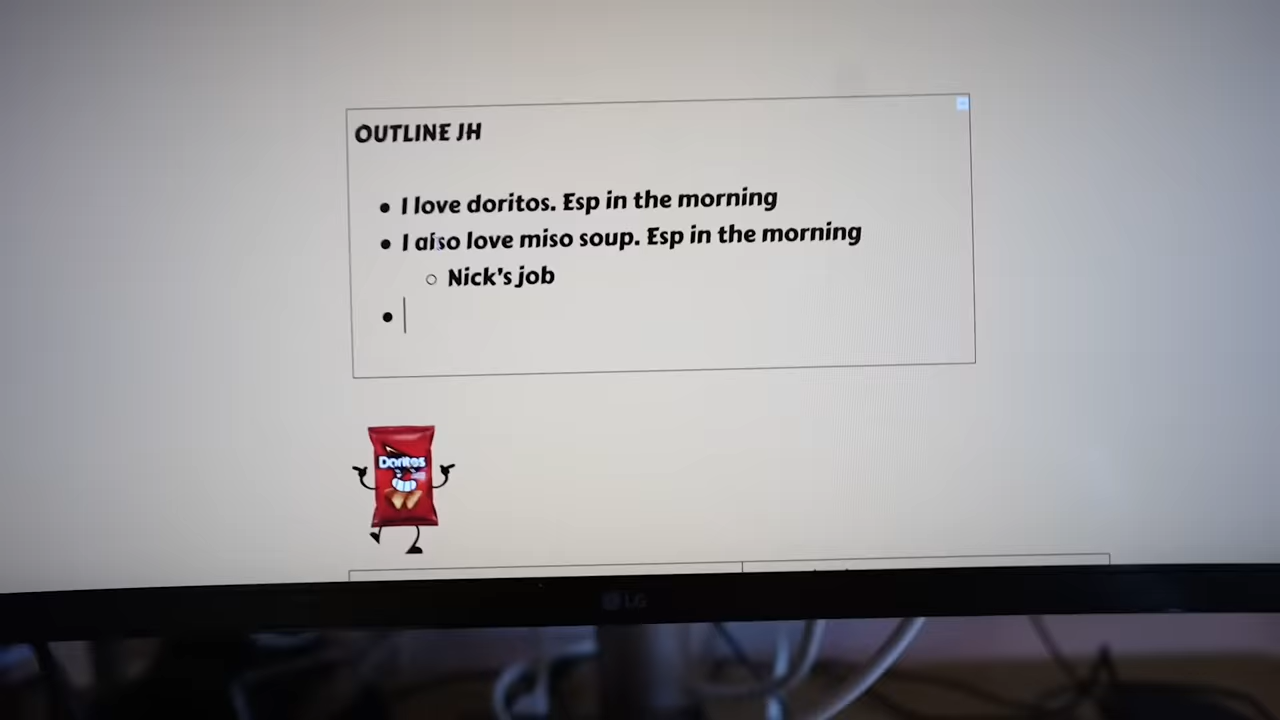 OUTLINE JH
I love doritos. Esp in the morning
I also love miso soup. Esp in the morning
Nick's job
Doritos
LG